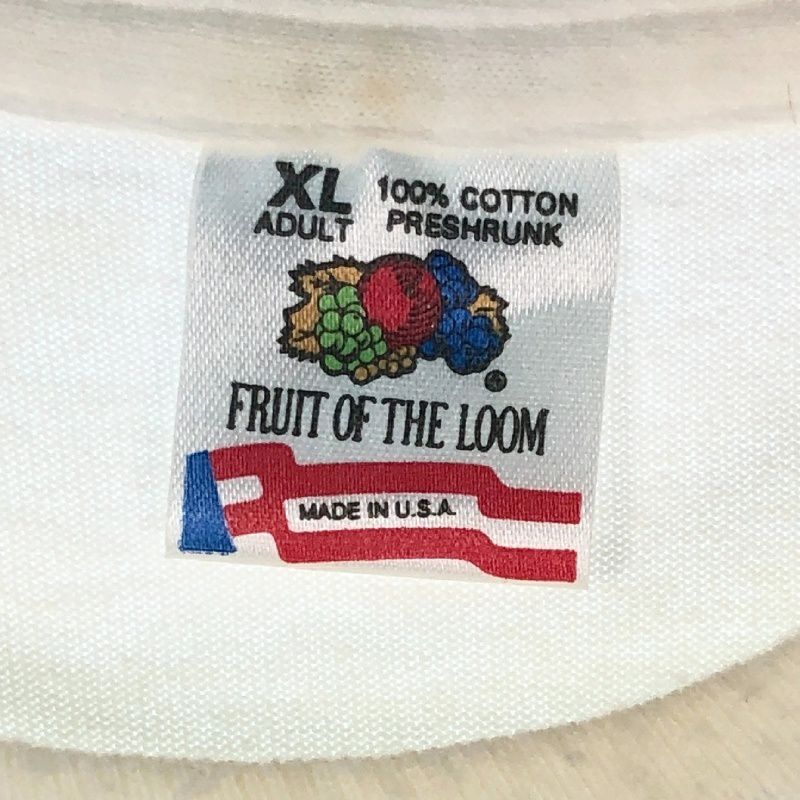 XL
ADULT
100% COTTON
PRESHRUNK
®
FRUIT OF THE LOOM
MADE IN U.S.A.